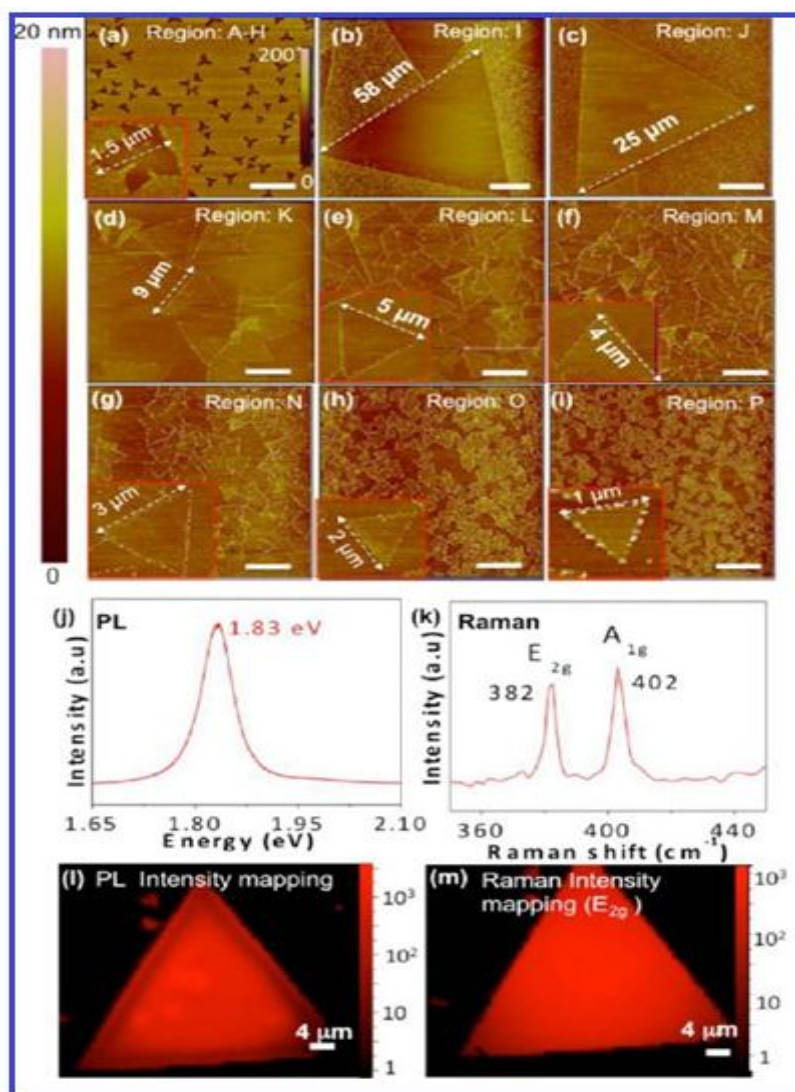 20 nm
0
(a) Region: A-H
200
0
1.5 μm
(b) Region: I
58 μm
(c) Region: J
25 μm
(d) Region: K
9 μm
(e) Region: L
5 μm
(f) Region: M
4 μm
(g) Region: N
3 μm
(h) Region: O
2 μm
(i) Region: P
1 μm
(j) PL
1.83 eV
Intensity (a.u)
1.65 1.80 1.95 2.10
Energy (eV)
(k) Raman
E2g
382
A1g
402
Intensity (a.u)
360 400 440
Raman shift (cm-1)
(l) PL Intensity mapping
10³
10²
10
1
4 μm
(m) Raman Intensity
mapping (E2g )
10³
10²
10
1
4 μm